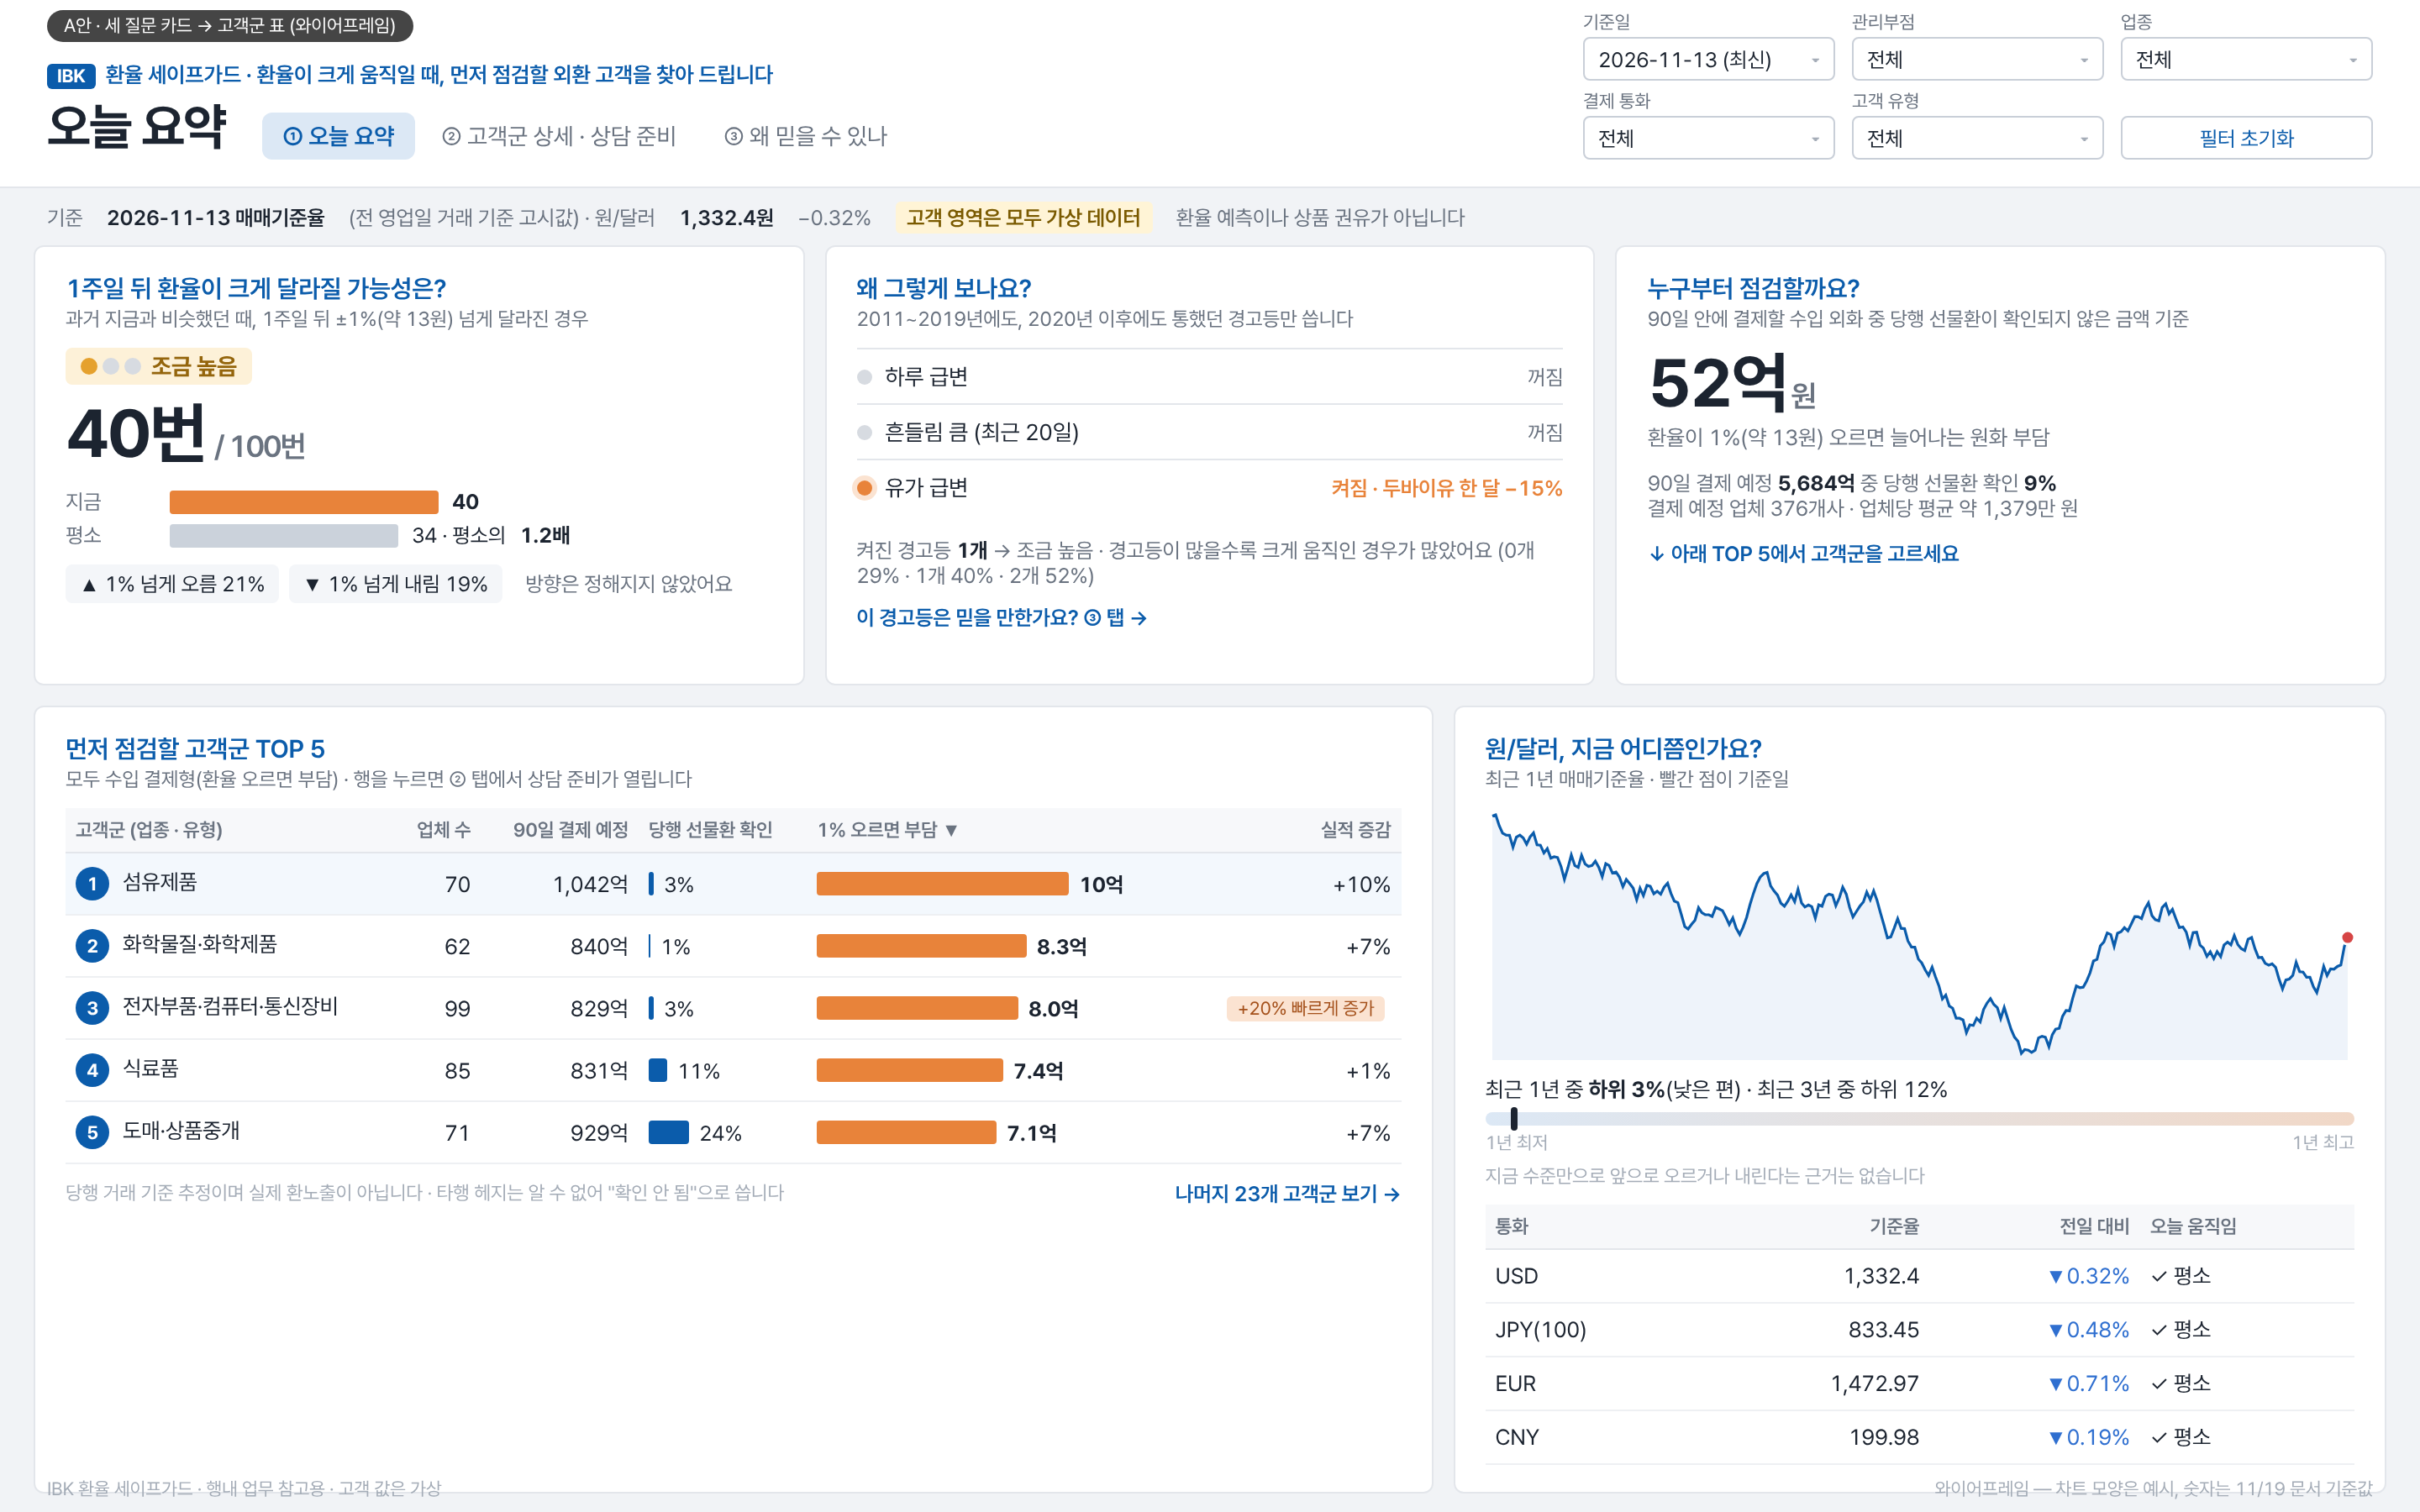 A안 · 세 질문 카드 → 고객군 표 (와이어프레임)
IBK 환율 세이프가드 · 환율이 크게 움직일 때, 먼저 점검할 외환 고객을 찾아 드립니다
오늘 요약
① 오늘 요약
② 고객군 상세 · 상담 준비
③ 왜 믿을 수 있나
기준일
관리부점
업종
2026-11-13 (최신)
전체
전체
결제 통화
고객 유형
전체
전체
필터 초기화
기준 2026-11-13 매매기준율 (전 영업일 거래 기준 고시값) · 원/달러 1,332.4원 −0.32% 고객 영역은 모두 가상 데이터 환율 예측이나 상품 권유가 아닙니다
1주일 뒤 환율이 크게 달라질 가능성은?
과거 지금과 비슷했던 때, 1주일 뒤 ±1%(약 13원) 넘게 달라진 경우
조금 높음
40번 / 100번
지금 40
평소 34 · 평소의 1.2배
▲ 1% 넘게 오름 21% ▼ 1% 넘게 내림 19% 방향은 정해지지 않았어요
왜 그렇게 보나요?
2011~2019년에도, 2020년 이후에도 통했던 경고등만 씁니다
하루 급변 꺼짐
흔들림 큼 (최근 20일) 꺼짐
유가 급변 켜짐 · 두바이유 한 달 −15%
켜진 경고등 1개 → 조금 높음 · 경고등이 많을수록 크게 움직인 경우가 많았어요 (0개
29% · 1개 40% · 2개 52%)
이 경고등은 믿을 만한가요? ③ 탭 →
누구부터 점검할까요?
90일 안에 결제할 수입 외화 중 당행 선물환이 확인되지 않은 금액 기준
52억원
환율이 1%(약 13원) 오르면 늘어나는 원화 부담
90일 결제 예정 5,684억 중 당행 선물환 확인 9%
결제 예정 업체 376개사 · 업체당 평균 약 1,379만 원
↓ 아래 TOP 5에서 고객군을 고르세요
먼저 점검할 고객군 TOP 5
모두 수입 결제형(환율 오르면 부담) · 행을 누르면 ② 탭에서 상담 준비가 열립니다
고객군 (업종 · 유형) 업체 수 90일 결제 예정 당행 선물환 확인 1% 오르면 부담 ▼ 실적 증감
1 섬유제품 70 1,042억 3% 10억 +10%
2 화학물질·화학제품 62 840억 1% 8.3억 +7%
3 전자부품·컴퓨터·통신장비 99 829억 3% 8.0억 +20% 빠르게 증가
4 식료품 85 831억 11% 7.4억 +1%
5 도매·상품중개 71 929억 24% 7.1억 +7%
당행 거래 기준 추정이며 실제 환노출이 아닙니다 · 타행 헤지는 알 수 없어 "확인 안 됨"으로 씁니다
나머지 23개 고객군 보기 →
원/달러, 지금 어디쯤인가요?
최근 1년 매매기준율 · 빨간 점이 기준일
최근 1년 중 하위 3%(낮은 편) · 최근 3년 중 하위 12%
1년 최저 1년 최고
지금 수준만으로 앞으로 오르거나 내린다는 근거는 없습니다
통화 기준율 전일 대비 오늘 움직임
USD 1,332.4 ▼0.32% ✓ 평소
JPY(100) 833.45 ▼0.48% ✓ 평소
EUR 1,472.97 ▼0.71% ✓ 평소
CNY 199.98 ▼0.19% ✓ 평소
IBK 환율 세이프가드 · 행내 업무 참고용 · 고객 값은 가상
와이어프레임 — 차트 모양은 예시, 숫자는 11/19 문서 기준값